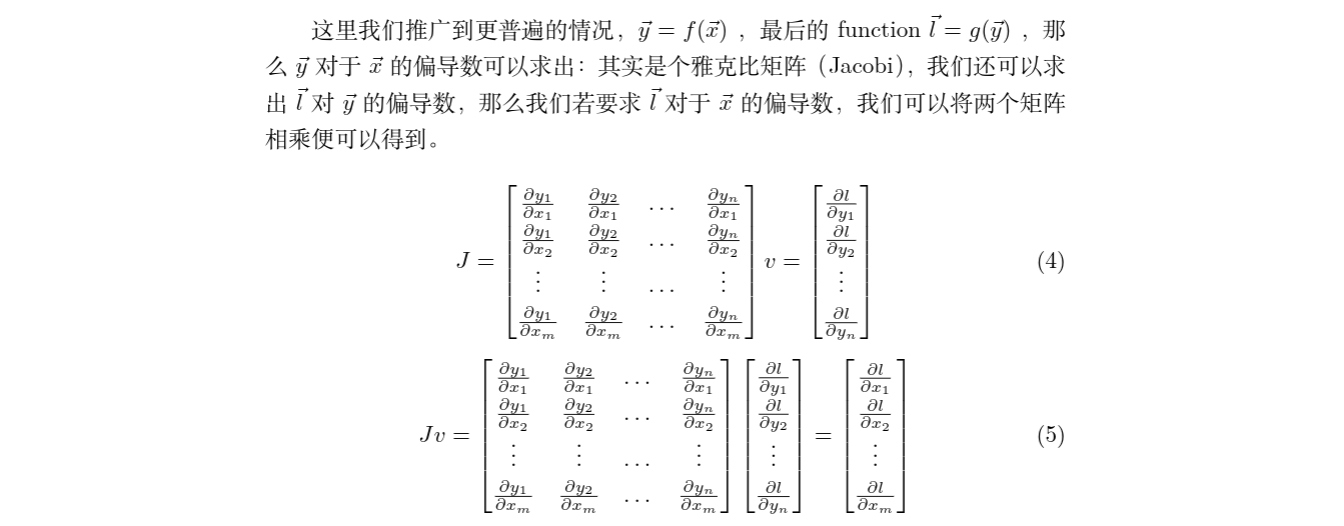 这里我们推广到更普遍的情况，$\vec{y} = f(\vec{x})$ ，最后的 function $\vec{l} = g(\vec{y})$ ，那
么 $\vec{y}$ 对于 $\vec{x}$ 的偏导数可以求出：其实是个雅克比矩阵（Jacobi），我们还可以求
出 $\vec{l}$ 对 $\vec{y}$ 的偏导数，那么我们若要求 $\vec{l}$ 对于 $\vec{x}$ 的偏导数，我们可以将两个矩阵
相乘便可以得到。
$J = \begin{bmatrix} \frac{\partial y_1}{\partial x_1} & \frac{\partial y_2}{\partial x_1} & \cdots & \frac{\partial y_n}{\partial x_1} \\ \frac{\partial y_1}{\partial x_2} & \frac{\partial y_2}{\partial x_2} & \cdots & \frac{\partial y_n}{\partial x_2} \\ \vdots & \vdots & \cdots & \vdots \\ \frac{\partial y_1}{\partial x_m} & \frac{\partial y_2}{\partial x_m} & \cdots & \frac{\partial y_n}{\partial x_m} \end{bmatrix} v = \begin{bmatrix} \frac{\partial l}{\partial y_1} \\ \frac{\partial l}{\partial y_2} \\ \vdots \\ \frac{\partial l}{\partial y_n} \end{bmatrix}$ (4)
$Jv = \begin{bmatrix} \frac{\partial y_1}{\partial x_1} & \frac{\partial y_2}{\partial x_1} & \cdots & \frac{\partial y_n}{\partial x_1} \\ \frac{\partial y_1}{\partial x_2} & \frac{\partial y_2}{\partial x_2} & \cdots & \frac{\partial y_n}{\partial x_2} \\ \vdots & \vdots & \cdots & \vdots \\ \frac{\partial y_1}{\partial x_m} & \frac{\partial y_2}{\partial x_m} & \cdots & \frac{\partial y_n}{\partial x_m} \end{bmatrix} \begin{bmatrix} \frac{\partial l}{\partial y_1} \\ \frac{\partial l}{\partial y_2} \\ \vdots \\ \frac{\partial l}{\partial y_n} \end{bmatrix} = \begin{bmatrix} \frac{\partial l}{\partial x_1} \\ \frac{\partial l}{\partial x_2} \\ \vdots \\ \frac{\partial l}{\partial x_m} \end{bmatrix}$ (5)